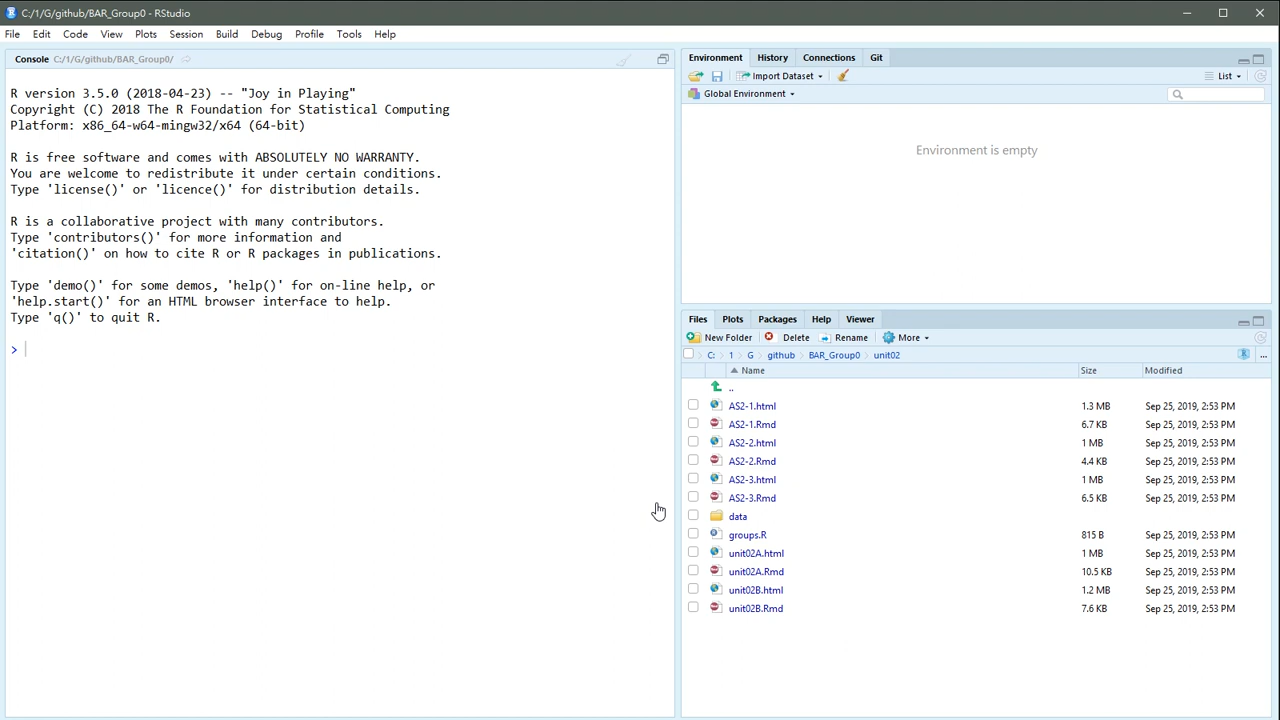 C:/1/G/github/BAR_Group0 - RStudio
File Edit Code View Plots Session Build Debug Profile Tools Help
Console C:/1/G/github/BAR_Group0/
R version 3.5.0 (2018-04-23) -- "Joy in Playing"
Copyright (C) 2018 The R Foundation for Statistical Computing
Platform: x86_64-w64-mingw32/x64 (64-bit)
R is free software and comes with ABSOLUTELY NO WARRANTY.
You are welcome to redistribute it under certain conditions.
Type 'license()' or 'licence()' for distribution details.
R is a collaborative project with many contributors.
Type 'contributors()' for more information and
'citation()' on how to cite R or R packages in publications.
Type 'demo()' for some demos, 'help()' for on-line help, or
'help.start()' for an HTML browser interface to help.
Type 'q()' to quit R.
>
Environment History Connections Git
Import Dataset List
Global Environment
Environment is empty
Files Plots Packages Help Viewer
New Folder Delete Rename More
C: 1 G github BAR_Group0 unit02 ...
Name Size Modified
..
AS2-1.html 1.3 MB Sep 25, 2019, 2:53 PM
AS2-1.Rmd 6.7 KB Sep 25, 2019, 2:53 PM
AS2-2.html 1 MB Sep 25, 2019, 2:53 PM
AS2-2.Rmd 4.4 KB Sep 25, 2019, 2:53 PM
AS2-3.html 1 MB Sep 25, 2019, 2:53 PM
AS2-3.Rmd 6.5 KB Sep 25, 2019, 2:53 PM
data
groups.R 815 B Sep 25, 2019, 2:53 PM
unit02A.html 1 MB Sep 25, 2019, 2:53 PM
unit02A.Rmd 10.5 KB Sep 25, 2019, 2:53 PM
unit02B.html 1.2 MB Sep 25, 2019, 2:53 PM
unit02B.Rmd 7.6 KB Sep 25, 2019, 2:53 PM